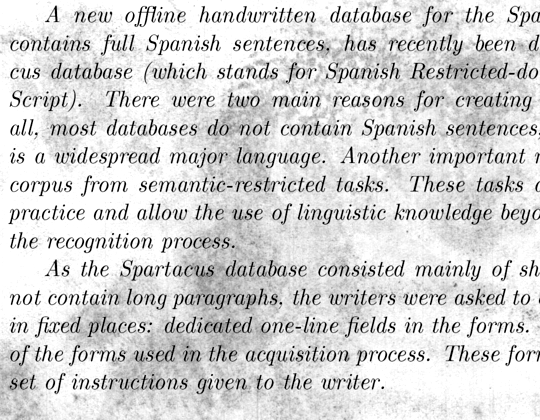 A new offline handwritten database for the Spa
contains full Spanish sentences, has recently been d
cus database (which stands for Spanish Restricted-do
Script). There were two main reasons for creating
all, most databases do not contain Spanish sentences,
is a widespread major language. Another important r
corpus from semantic-restricted tasks. These tasks a
practice and allow the use of linguistic knowledge beyo
the recognition process.
As the Spartacus database consisted mainly of sh
not contain long paragraphs, the writers were asked to
in fixed places: dedicated one-line fields in the forms.
of the forms used in the acquisition process. These for
set of instructions given to the writer.